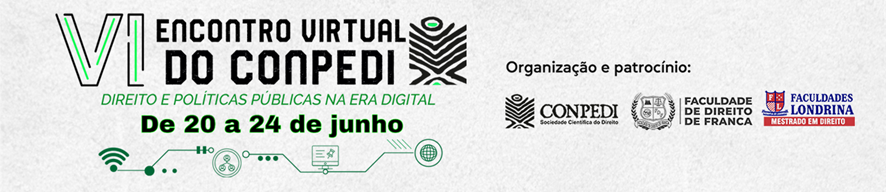 VI ENCONTRO VIRTUAL
DO CONPEDI
DIREITO E POLÍTICAS PÚBLICAS NA ERA DIGITAL
De 20 a 24 de junho
Organização e patrocínio:
CONPEDI
Sociedade Científica do Direito
FACULDADE
DE DIREITO
DE FRANCA
FACULDADES
LONDRINA
MESTRADO EM DIREITO